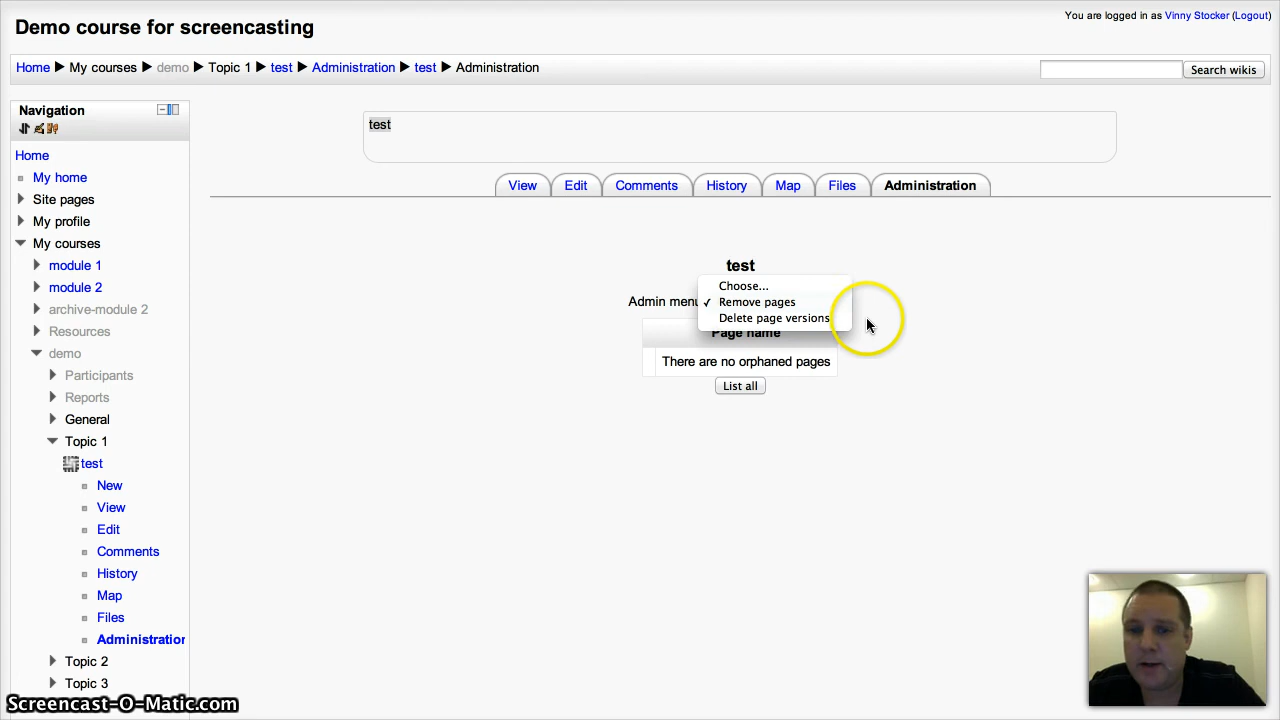 Demo course for screencasting
You are logged in as Vinny Stocker (Logout)
Home ▶ My courses ▶ demo ▶ Topic 1 ▶ test ▶ Administration ▶ test ▶ Administration
Search wikis
Navigation
Home
My home
Site pages
My profile
My courses
module 1
module 2
archive-module 2
Resources
demo
Participants
Reports
General
Topic 1
test
New
View
Edit
Comments
History
Map
Files
Administration
Topic 2
Topic 3
test
View Edit Comments History Map Files Administration
test
Admin menu
Choose...
✓ Remove pages
Delete page versions
Page name
There are no orphaned pages
List all
Screencast-O-Matic.com